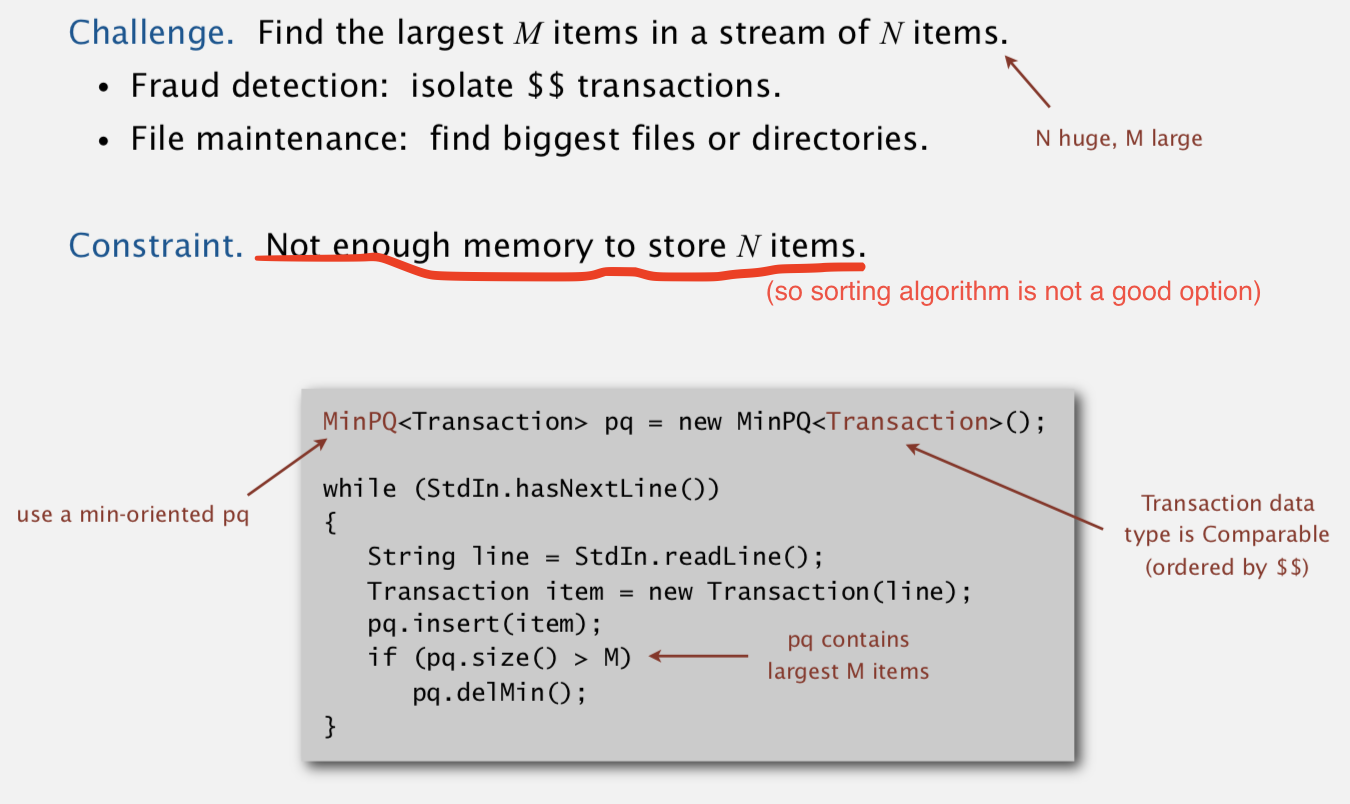 Challenge. Find the largest M items in a stream of N items.
• Fraud detection: isolate $$ transactions.
• File maintenance: find biggest files or directories.
N huge, M large
Constraint. Not enough memory to store N items.
(so sorting algorithm is not a good option)
MinPQ<Transaction> pq = new MinPQ<Transaction>();
use a min-oriented pq
while (StdIn.hasNextLine())
{
String line = StdIn.readLine();
Transaction item = new Transaction(line);
pq.insert(item);
if (pq.size() > M)
pq.delMin();
}
pq contains
largest M items
Transaction data
type is Comparable
(ordered by $$)